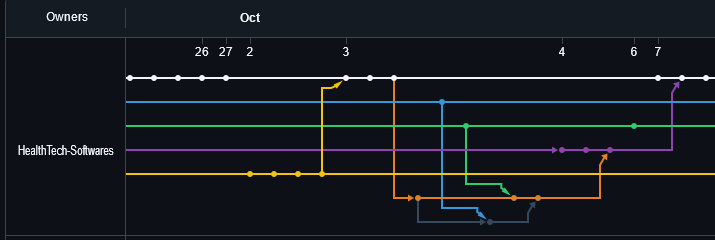 Owners
Oct
26 27 2 3 4 6 7
HealthTech-Softwares